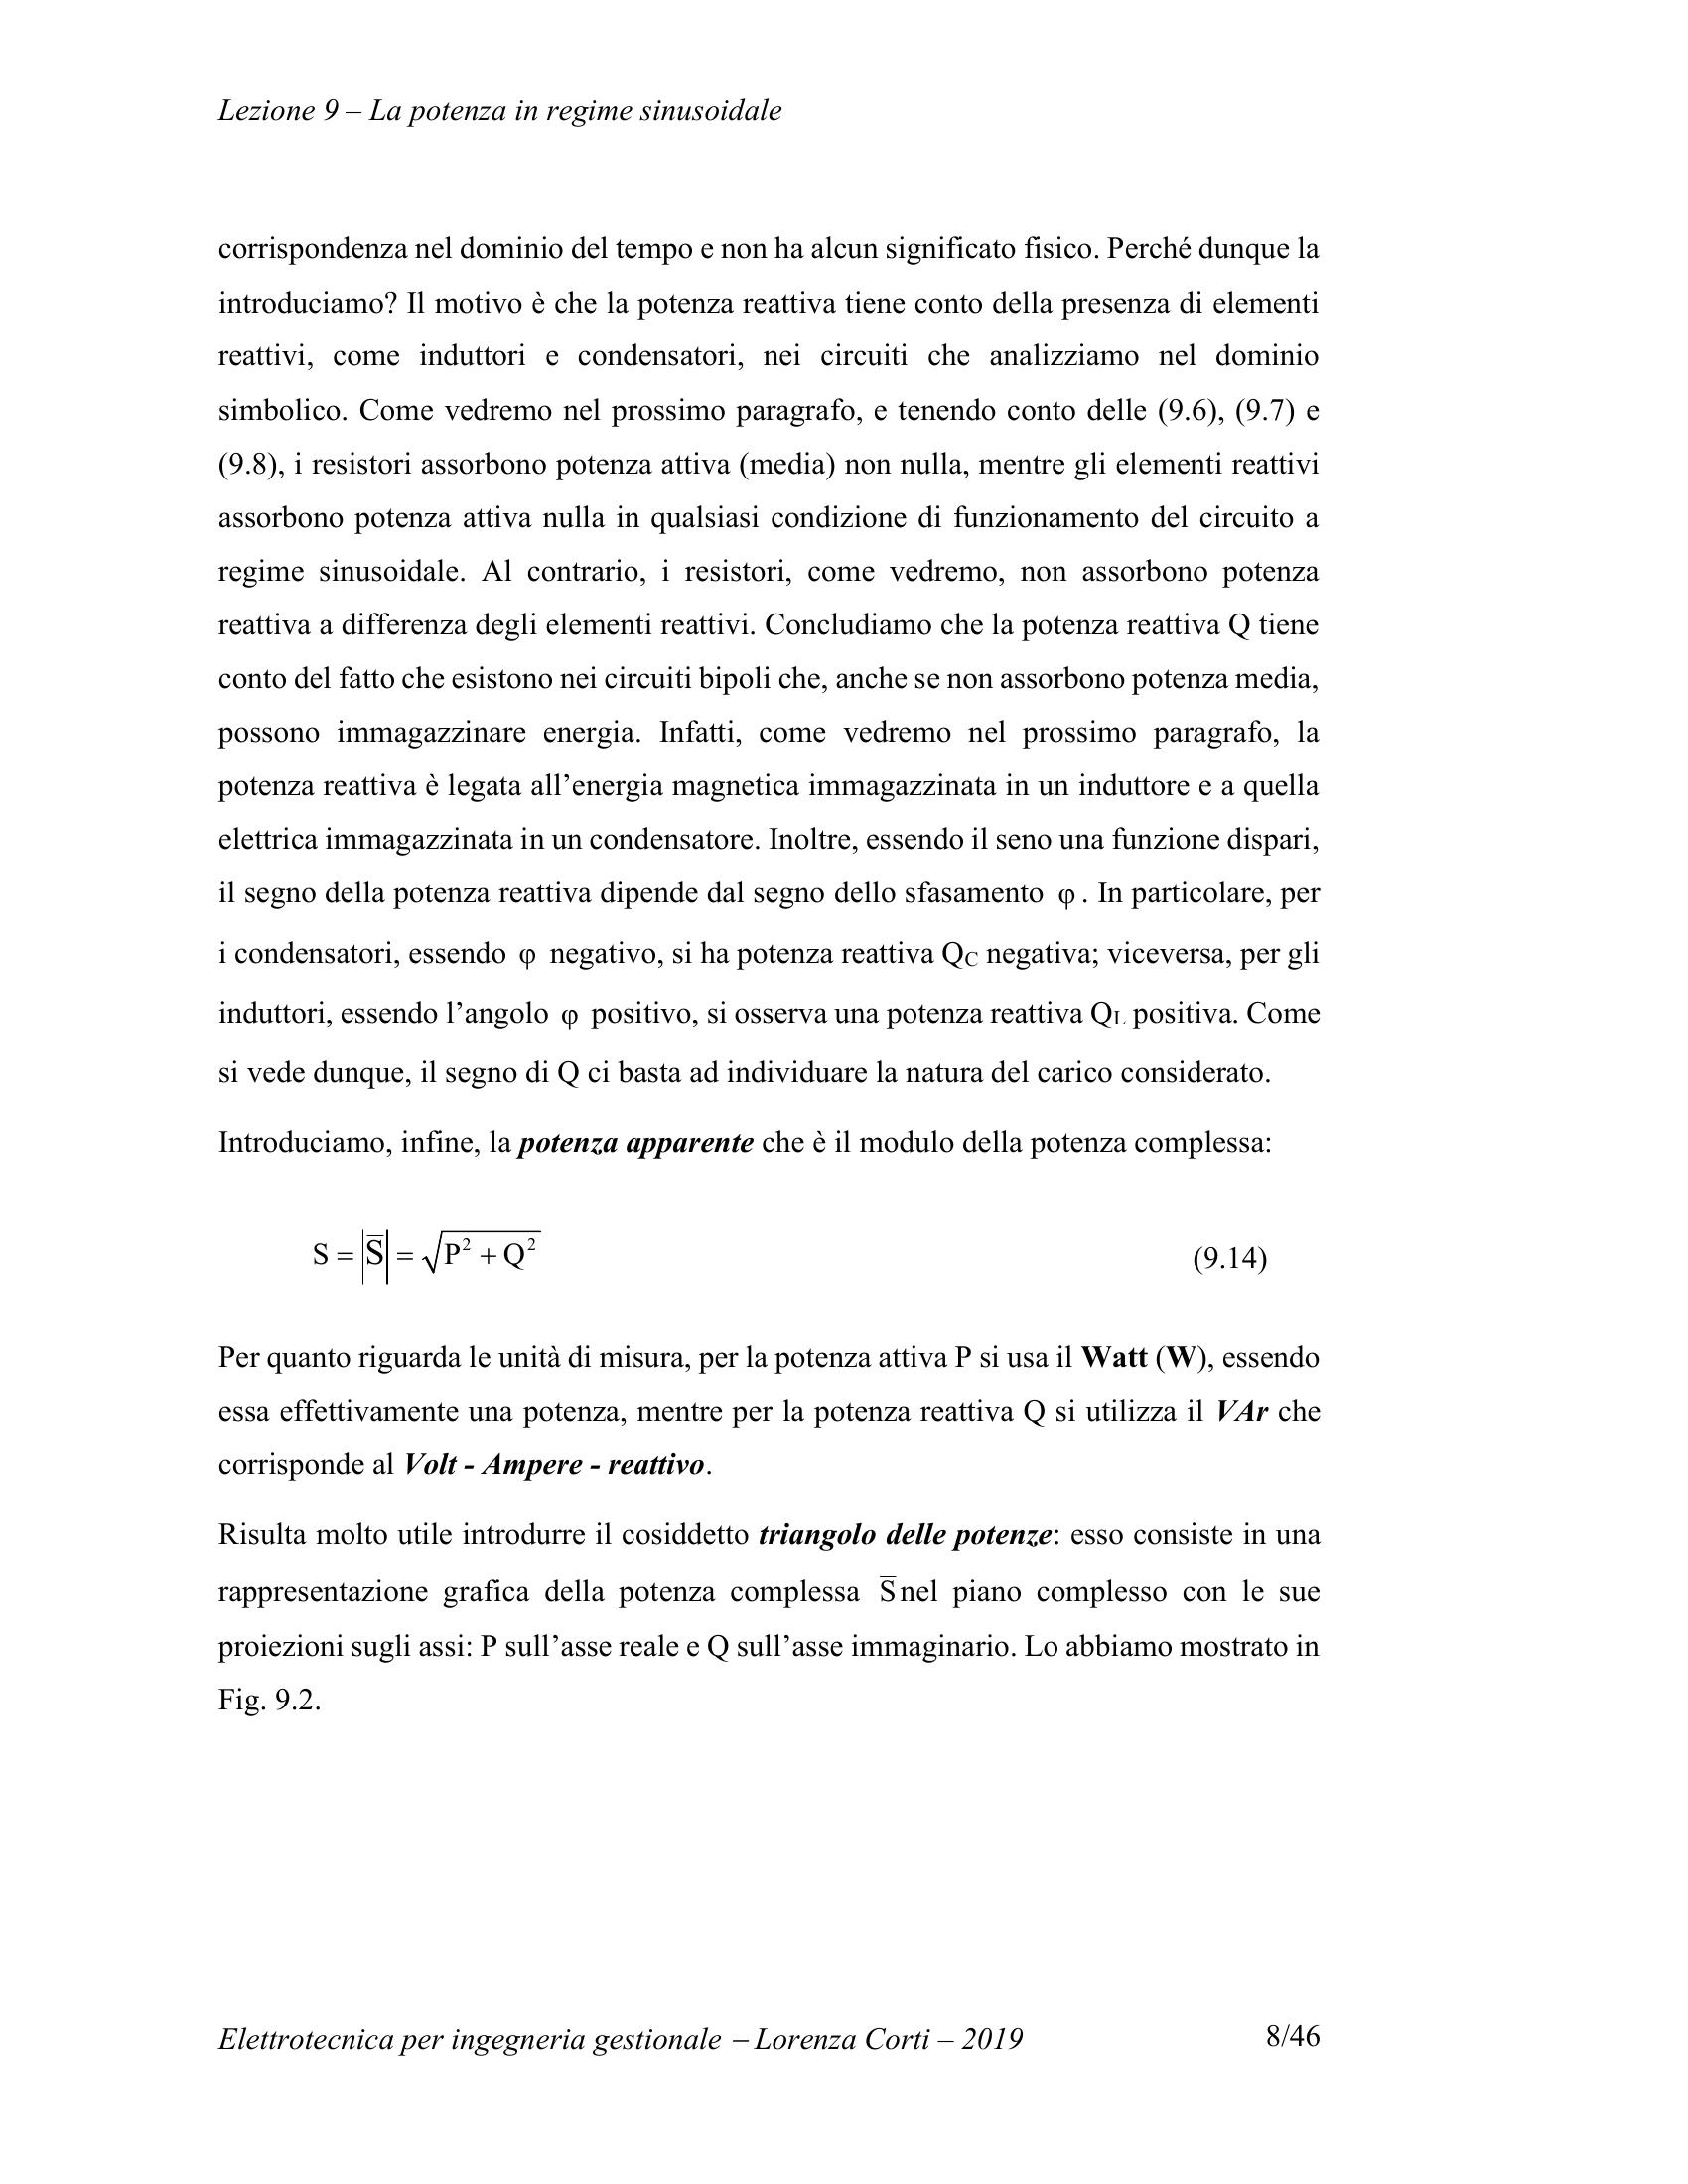 Lezione 9 – La potenza in regime sinusoidale
corrispondenza nel dominio del tempo e non ha alcun significato fisico. Perché dunque la
introduciamo? Il motivo è che la potenza reattiva tiene conto della presenza di elementi
reattivi, come induttori e condensatori, nei circuiti che analizziamo nel dominio
simbolico. Come vedremo nel prossimo paragrafo, e tenendo conto delle (9.6), (9.7) e
(9.8), i resistori assorbono potenza attiva (media) non nulla, mentre gli elementi reattivi
assorbono potenza attiva nulla in qualsiasi condizione di funzionamento del circuito a
regime sinusoidale. Al contrario, i resistori, come vedremo, non assorbono potenza
reattiva a differenza degli elementi reattivi. Concludiamo che la potenza reattiva Q tiene
conto del fatto che esistono nei circuiti bipoli che, anche se non assorbono potenza media,
possono immagazzinare energia. Infatti, come vedremo nel prossimo paragrafo, la
potenza reattiva è legata all’energia magnetica immagazzinata in un induttore e a quella
elettrica immagazzinata in un condensatore. Inoltre, essendo il seno una funzione dispari,
il segno della potenza reattiva dipende dal segno dello sfasamento φ . In particolare, per
i condensatori, essendo φ negativo, si ha potenza reattiva Q_C negativa; viceversa, per gli
induttori, essendo l’angolo φ positivo, si osserva una potenza reattiva Q_L positiva. Come
si vede dunque, il segno di Q ci basta ad individuare la natura del carico considerato.
Introduciamo, infine, la potenza apparente che è il modulo della potenza complessa:
S = |S̅| = √(P² + Q²) (9.14)
Per quanto riguarda le unità di misura, per la potenza attiva P si usa il Watt (W), essendo
essa effettivamente una potenza, mentre per la potenza reattiva Q si utilizza il VAr che
corrisponde al Volt - Ampere - reattivo.
Risulta molto utile introdurre il cosiddetto triangolo delle potenze: esso consiste in una
rappresentazione grafica della potenza complessa S̅ nel piano complesso con le sue
proiezioni sugli assi: P sull’asse reale e Q sull’asse immaginario. Lo abbiamo mostrato in
Fig. 9.2.
Elettrotecnica per ingegneria gestionale – Lorenza Corti – 2019 8/46